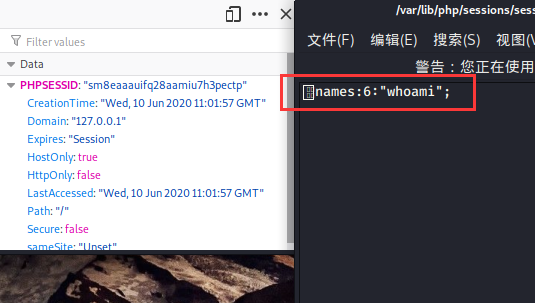 Filter values
Data
PHPSESSID: "sm8eaaauifq28aamiu7h3pectp"
CreationTime: "Wed, 10 Jun 2020 11:01:57 GMT"
Domain: "127.0.0.1"
Expires: "Session"
HostOnly: true
HttpOnly: false
LastAccessed: "Wed, 10 Jun 2020 11:01:57 GMT"
Path: "/"
Secure: false
sameSite: "Unset"
/var/lib/php/sessions/sess
文件(F) 编辑(E) 搜索(S) 视图(V
警告：您正在使用
names:6:"whoami";